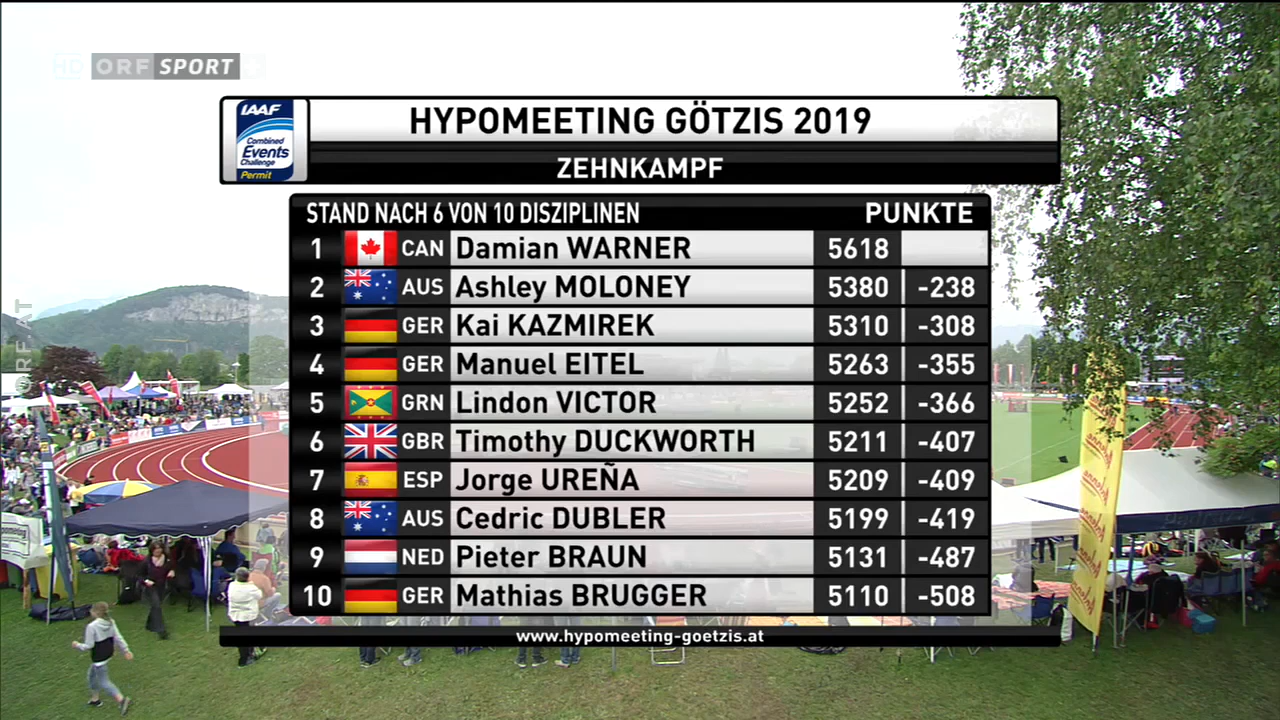 HD ORF SPORT +
IAAF
Combined
Events
Challenge
Permit
HYPOMEETING GÖTZIS 2019
ZEHNKAMPF
STAND NACH 6 VON 10 DISZIPLINEN PUNKTE
1 CAN Damian WARNER 5618
2 AUS Ashley MOLONEY 5380 -238
3 GER Kai KAZMIREK 5310 -308
4 GER Manuel EITEL 5263 -355
5 GRN Lindon VICTOR 5252 -366
6 GBR Timothy DUCKWORTH 5211 -407
7 ESP Jorge UREÑA 5209 -409
8 AUS Cedric DUBLER 5199 -419
9 NED Pieter BRAUN 5131 -487
10 GER Mathias BRUGGER 5110 -508
www.hypomeeting-goetzis.at
ORF.AT